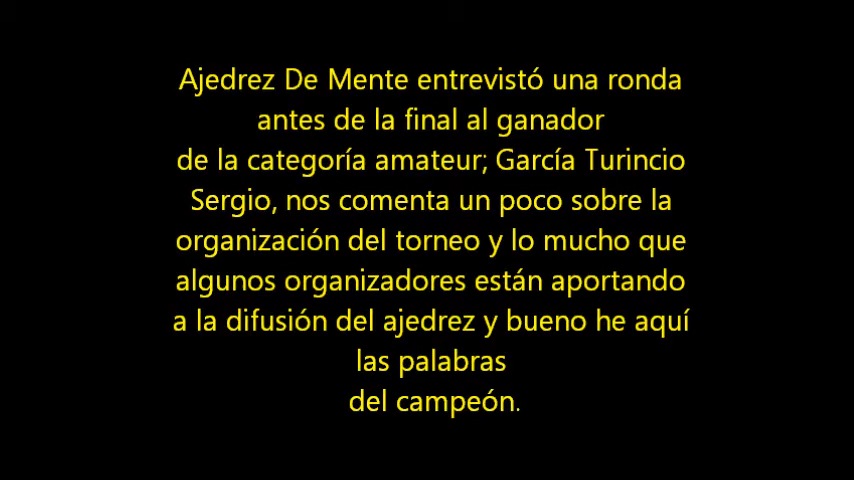 Ajedrez De Mente entrevistó una ronda
antes de la final al ganador
de la categoría amateur; García Turincio
Sergio, nos comenta un poco sobre la
organización del torneo y lo mucho que
algunos organizadores están aportando
a la difusión del ajedrez y bueno he aquí
las palabras
del campeón.